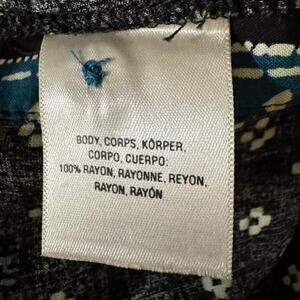 BODY, CORPS, KÖRPER,
CORPO, CUERPO:
100% RAYON, RAYONNE, REYON,
RAYON, RAYÓN